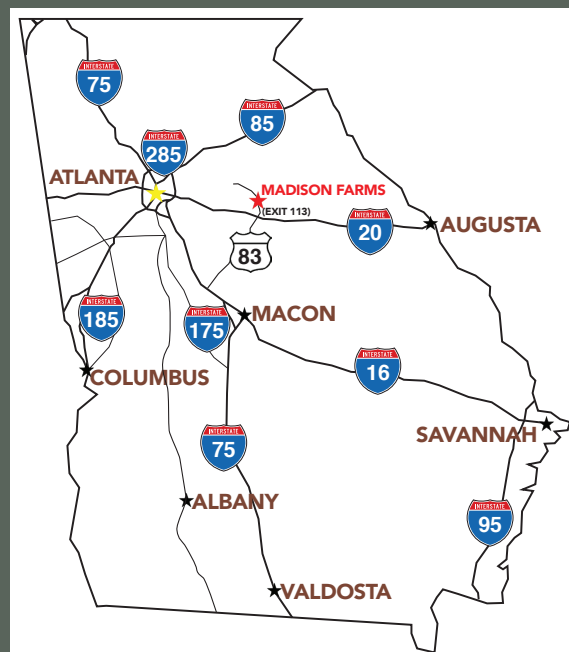 INTERSTATE
75
INTERSTATE
85
INTERSTATE
285
ATLANTA
MADISON FARMS
(EXIT 113)
INTERSTATE
20
AUGUSTA
83
INTERSTATE
185
INTERSTATE
175
MACON
COLUMBUS
INTERSTATE
16
SAVANNAH
INTERSTATE
75
ALBANY
INTERSTATE
95
VALDOSTA